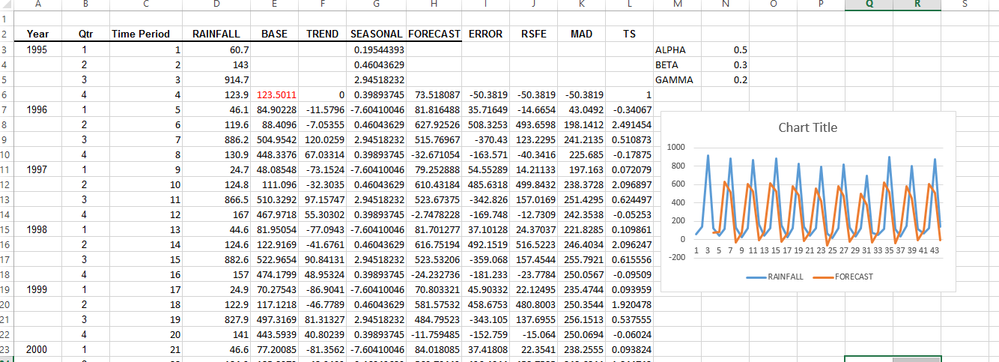 A B C D E F G H I J K L M N O P Q R S
1
2 Year Qtr Time Period RAINFALL BASE TREND SEASONAL FORECAST ERROR RSFE MAD TS
3 1995 1 1 60.7 0.19544393 ALPHA 0.5
4 2 2 143 0.46043629 BETA 0.3
5 3 3 914.7 2.94518232 GAMMA 0.2
6 4 4 123.9 123.5011 0 0.39893745 73.518087 -50.3819 -50.3819 -50.3819 1
7 1996 1 5 46.1 84.90228 -11.5796 -7.60410046 81.816488 35.71649 -14.6654 43.0492 -0.34067
8 2 6 119.6 88.4096 -7.05355 0.46043629 627.92526 508.3253 493.6598 198.1412 2.491454
9 3 7 886.2 504.9542 120.0259 2.94518232 515.76967 -370.43 123.2295 241.2135 0.510873
10 4 8 130.9 448.3376 67.03314 0.39893745 -32.671054 -163.571 -40.3416 225.685 -0.17875
11 1997 1 9 24.7 48.08548 -73.1524 -7.60410046 79.252888 54.55289 14.21133 197.163 0.072079
12 2 10 124.8 111.096 -32.3035 0.46043629 610.43184 485.6318 499.8432 238.3728 2.096897
13 3 11 866.5 510.3292 97.15747 2.94518232 523.67375 -342.826 157.0169 251.4295 0.624497
14 4 12 167 467.9718 55.30302 0.39893745 -2.7478228 -169.748 -12.7309 242.3538 -0.05253
15 1998 1 13 44.6 81.95054 -77.0943 -7.60410046 81.701277 37.10128 24.37037 221.8285 0.109861
16 2 14 124.6 122.9169 -41.6761 0.46043629 616.75194 492.1519 516.5223 246.4034 2.096247
17 3 15 882.6 522.9654 90.84131 2.94518232 523.53206 -359.068 157.4544 255.7921 0.615556
18 4 16 157 474.1799 48.95324 0.39893745 -24.232736 -181.233 -23.7784 250.0567 -0.09509
19 1999 1 17 24.9 70.27543 -86.9041 -7.60410046 70.803321 45.90332 22.12495 235.4744 0.093959
20 2 18 122.9 117.1218 -46.7789 0.46043629 581.57532 458.6753 480.8003 250.3544 1.920478
21 3 19 827.9 497.3169 81.31327 2.94518232 484.79523 -343.105 137.6955 256.1513 0.537555
22 4 20 141 443.5939 40.80239 0.39893745 -11.759485 -152.759 -15.064 250.0694 -0.06024
23 2000 1 21 46.6 77.20085 -81.3562 -7.60410046 84.018085 37.41808 22.3541 238.2555 0.093824
Chart Title
1000
800
600
400
200
0
-200
1 3 5 7 9 11 13 15 17 19 21 23 25 27 29 31 33 35 37 39 41 43
RAINFALL FORECAST